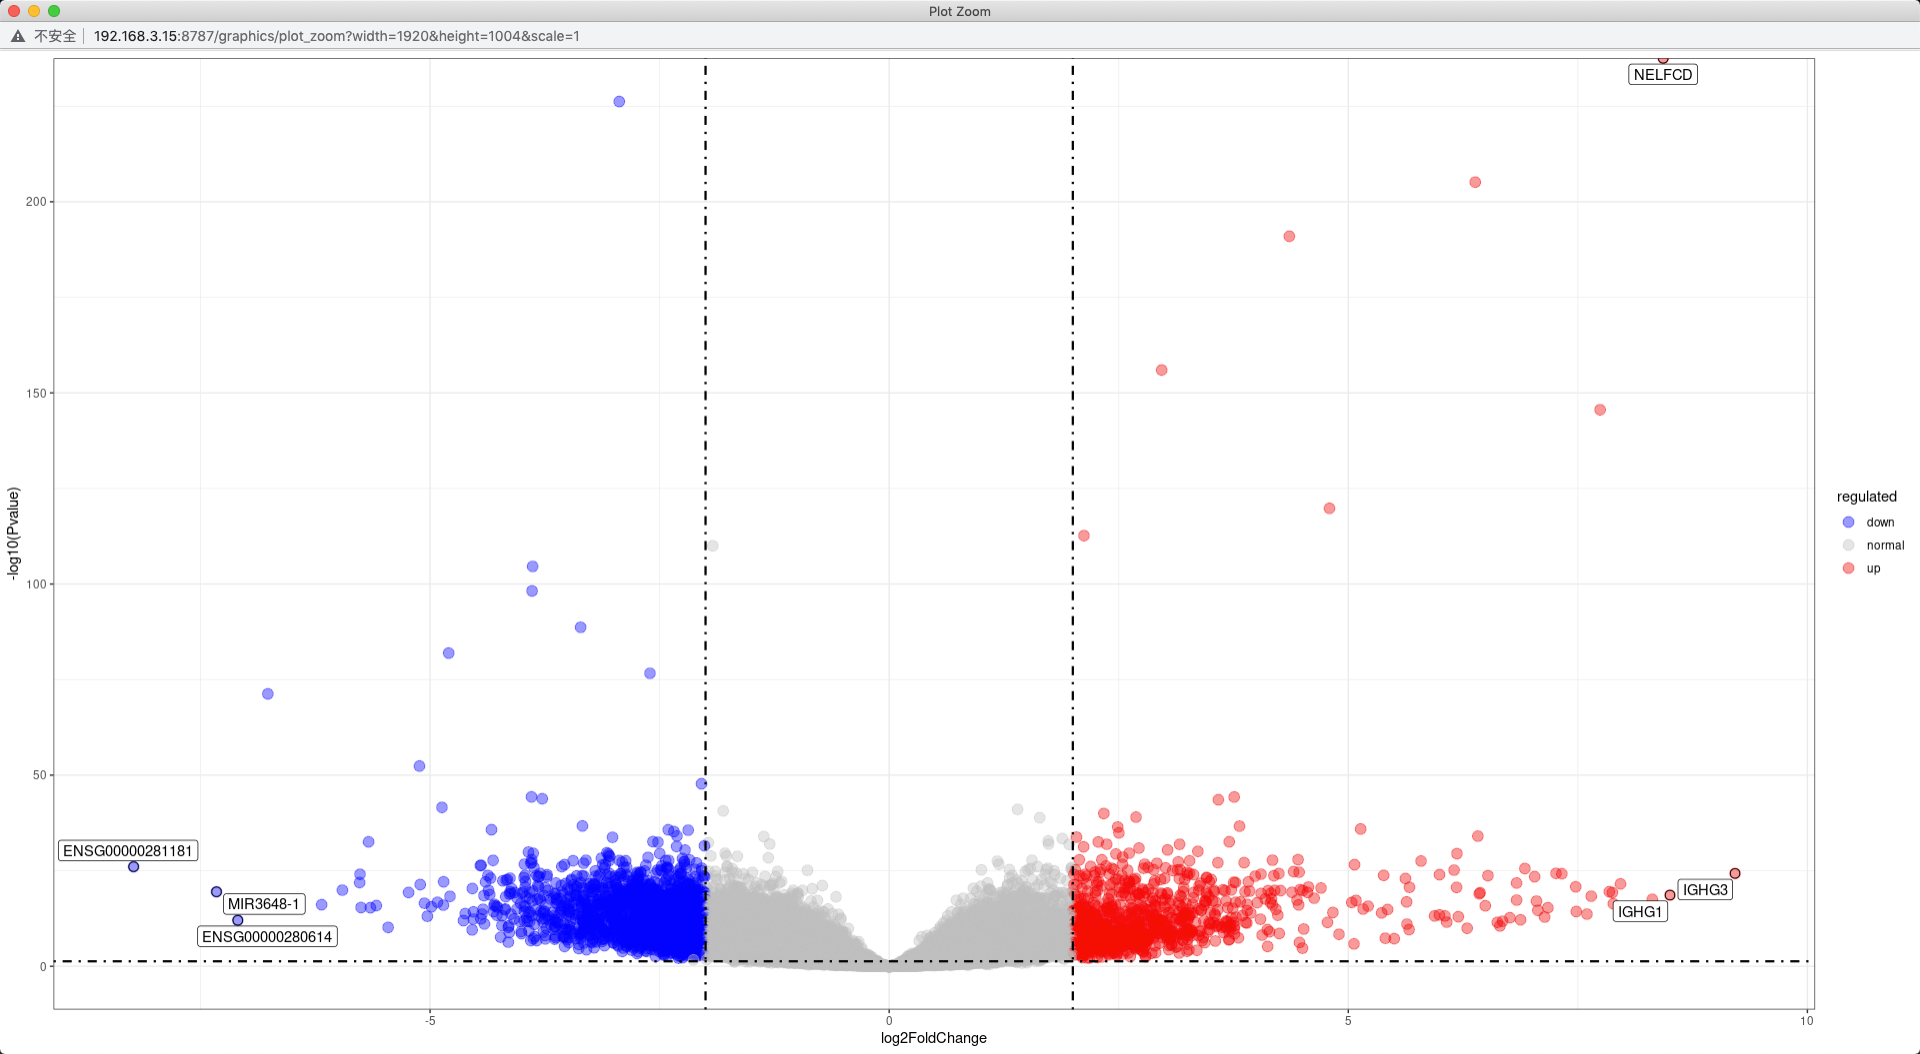 Plot Zoom
不安全
192.168.3.15:8787/graphics/plot_zoom?width=1920&height=1004&scale=1
NELFCD
200
150
100
50
0
-log10(Pvalue)
ENSG00000281181
MIR3648-1
ENSG00000280614
IGHG3
IGHG1
-5
0
5
10
log2FoldChange
regulated
down
normal
up